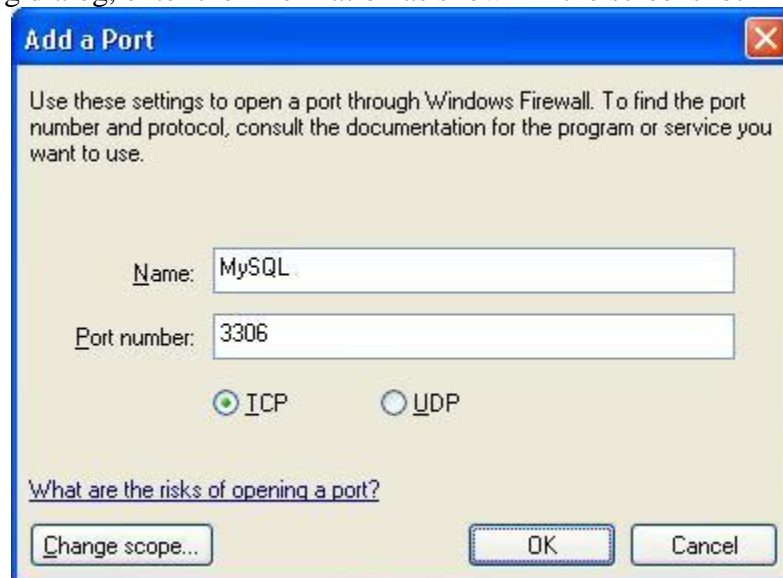 Add a Port
Use these settings to open a port through Windows Firewall. To find the port
number and protocol, consult the documentation for the program or service you
want to use.
Name: MySQL
Port number: 3306
TCP UDP
What are the risks of opening a port?
Change scope... OK Cancel